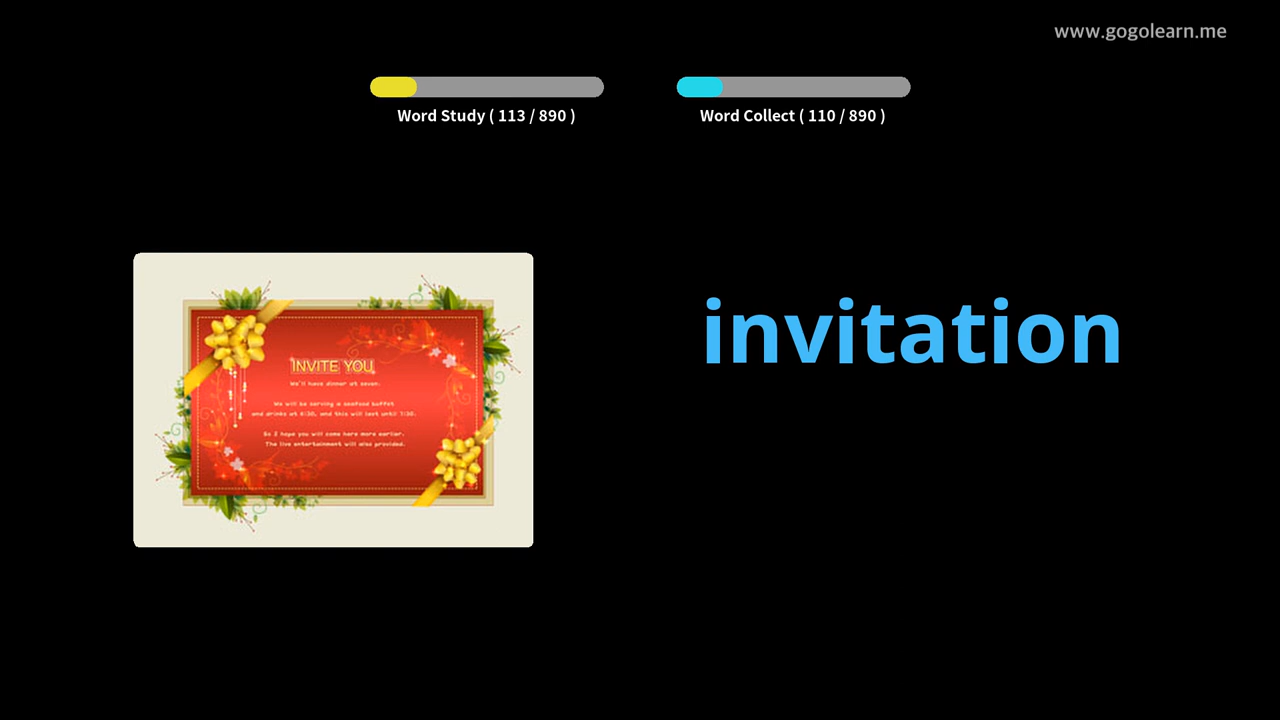 www.gogolearn.me
Word Study ( 113 / 890 )
Word Collect ( 110 / 890 )
invitation
INVITE YOU
We'll have dinner at seven.
We will be serving a seafood buffet
and drinks at 6:30, and this will last until 7:30.
So I hope you will come here more earlier.
The live entertainment will also provided.